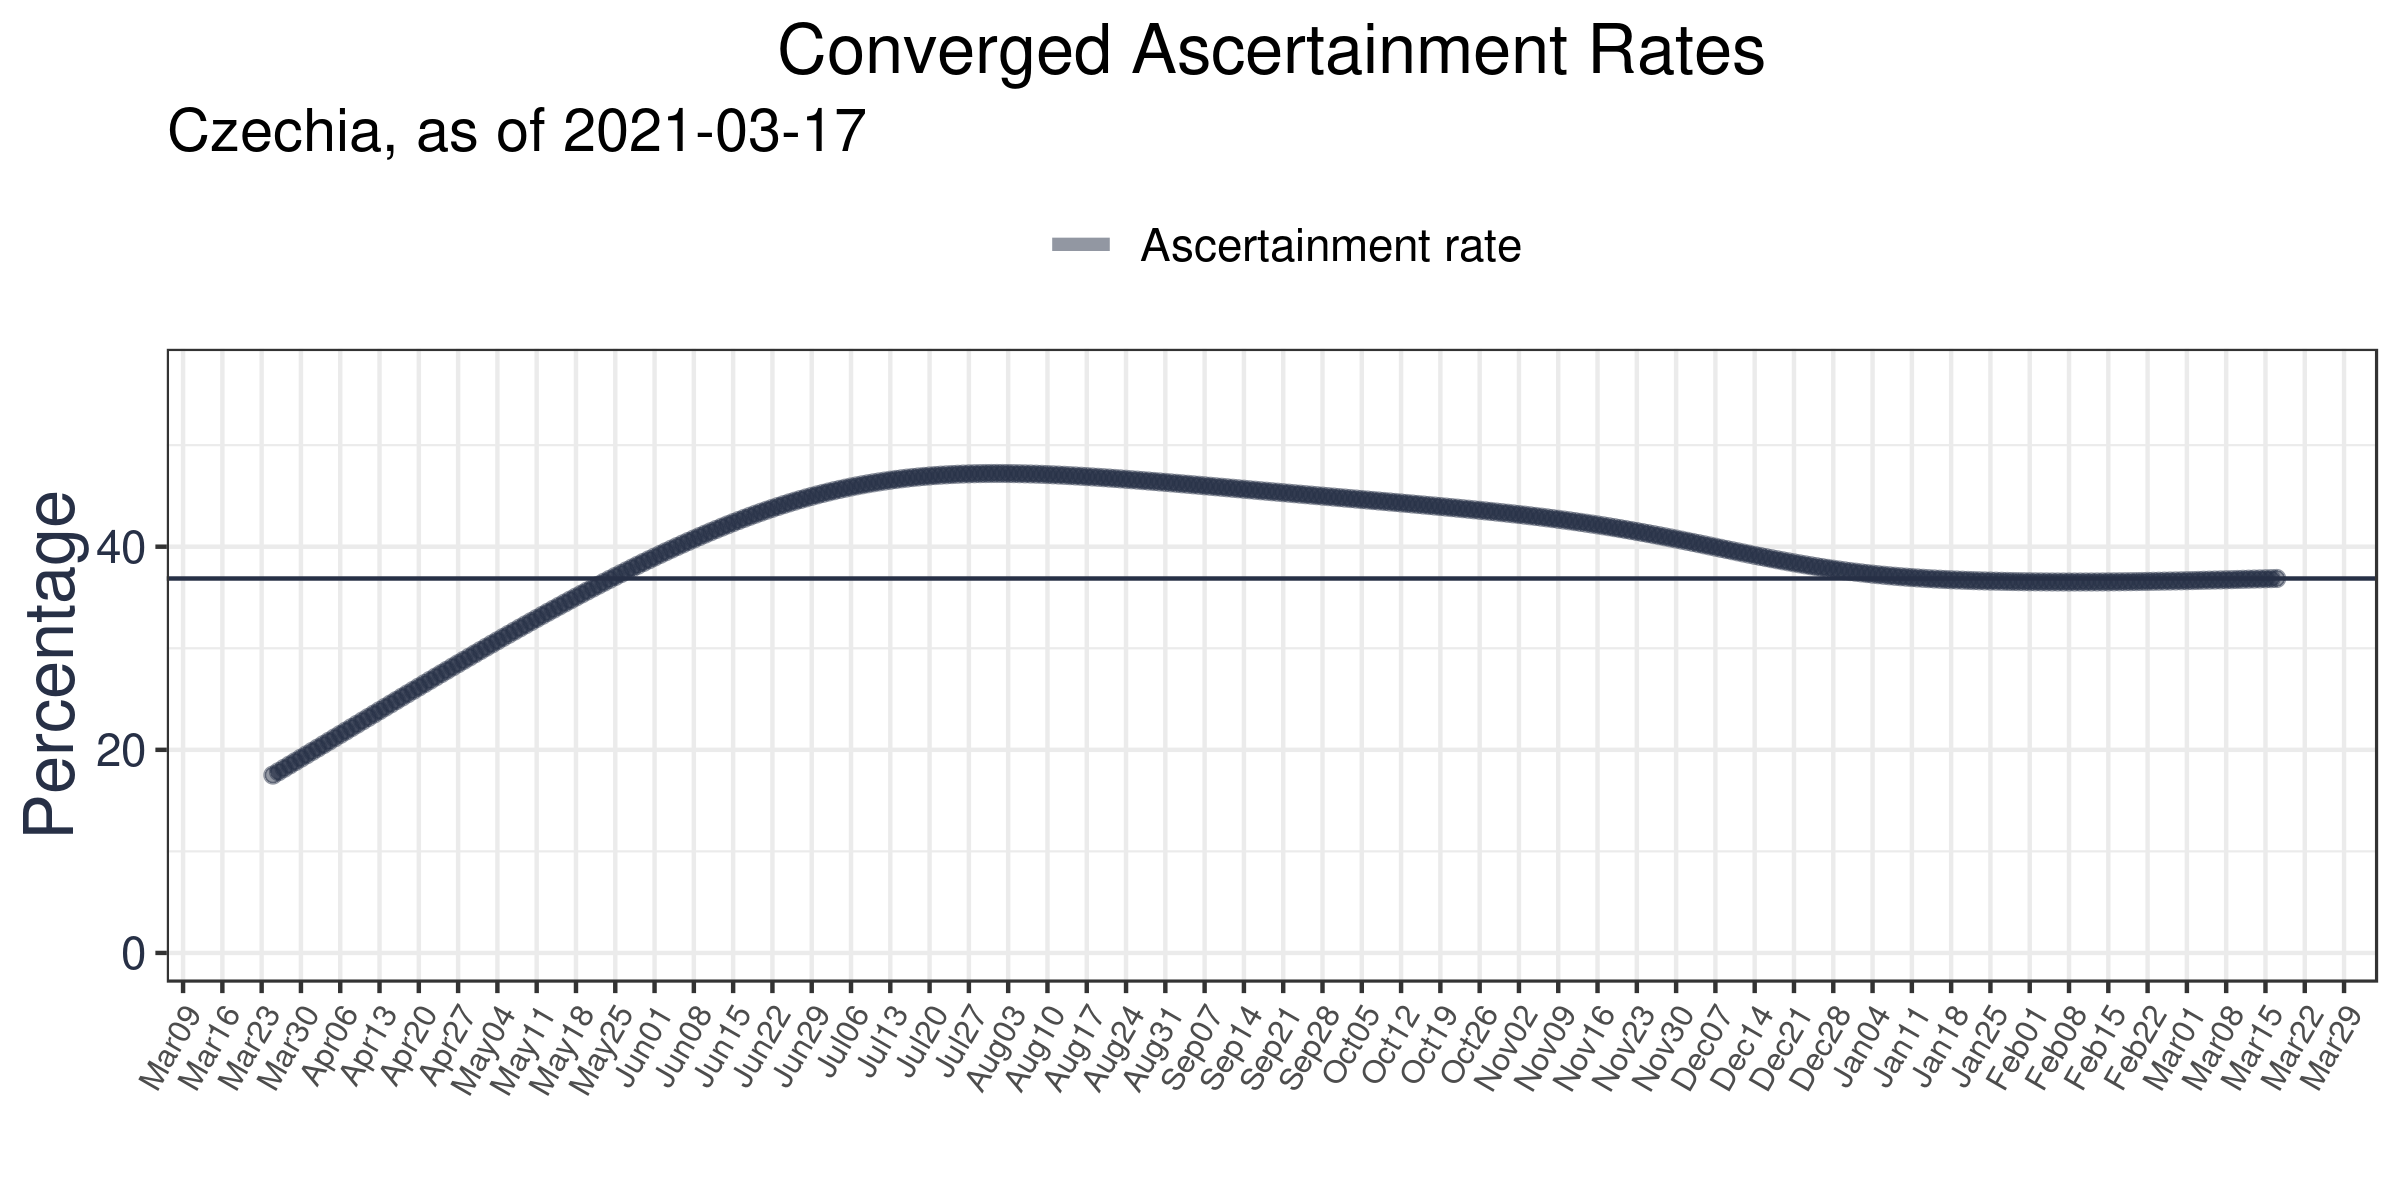 Converged Ascertainment Rates
Czechia, as of 2021-03-17
Ascertainment rate
Percentage
40
20
0
Mar09
Mar16
Mar23
Mar30
Apr06
Apr13
Apr20
Apr27
May04
May11
May18
May25
Jun01
Jun08
Jun15
Jun22
Jun29
Jul06
Jul13
Jul20
Jul27
Aug03
Aug10
Aug17
Aug24
Aug31
Sep07
Sep14
Sep21
Sep28
Oct05
Oct12
Oct19
Oct26
Nov02
Nov09
Nov16
Nov23
Nov30
Dec07
Dec14
Dec21
Dec28
Jan04
Jan11
Jan18
Jan25
Feb01
Feb08
Feb15
Feb22
Mar01
Mar08
Mar15
Mar22
Mar29